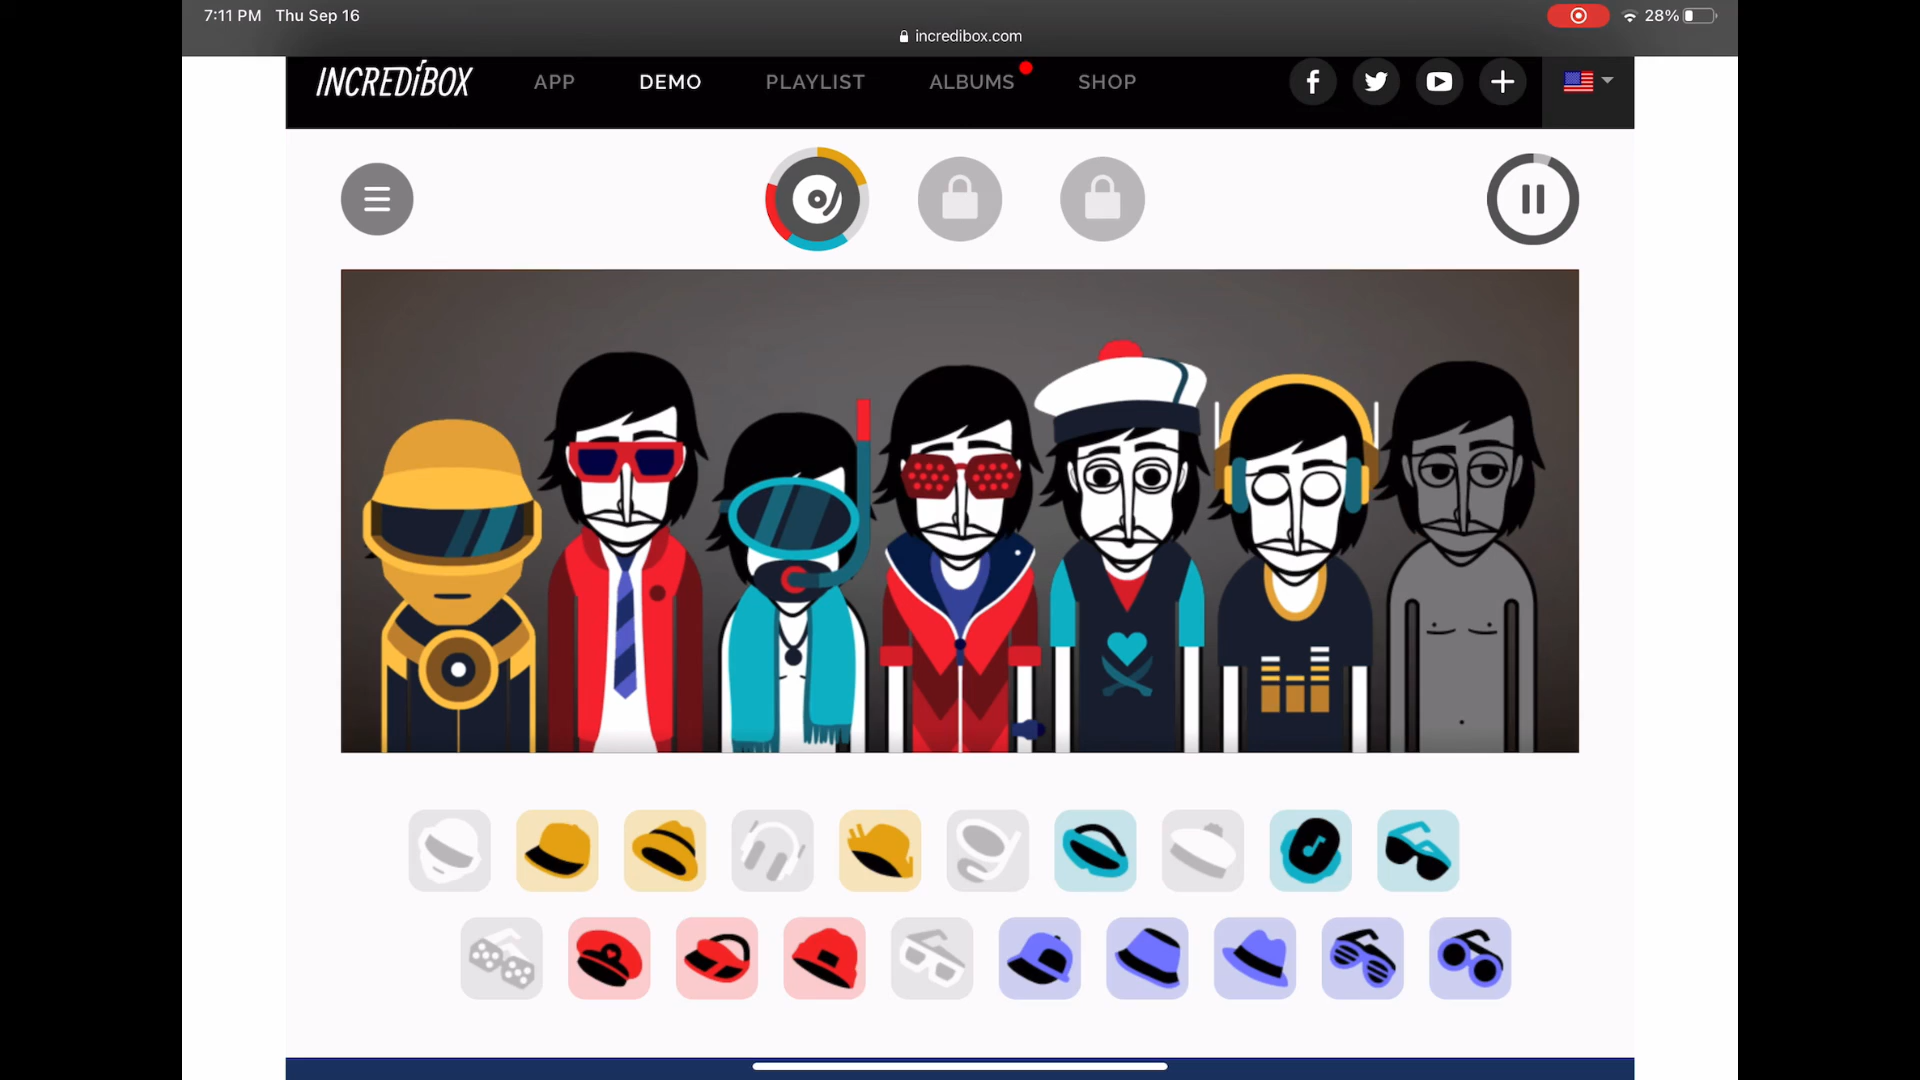 7:11 PM Thu Sep 16
28%
incredibox.com
INCREDIBOX
APP
DEMO
PLAYLIST
ALBUMS
SHOP